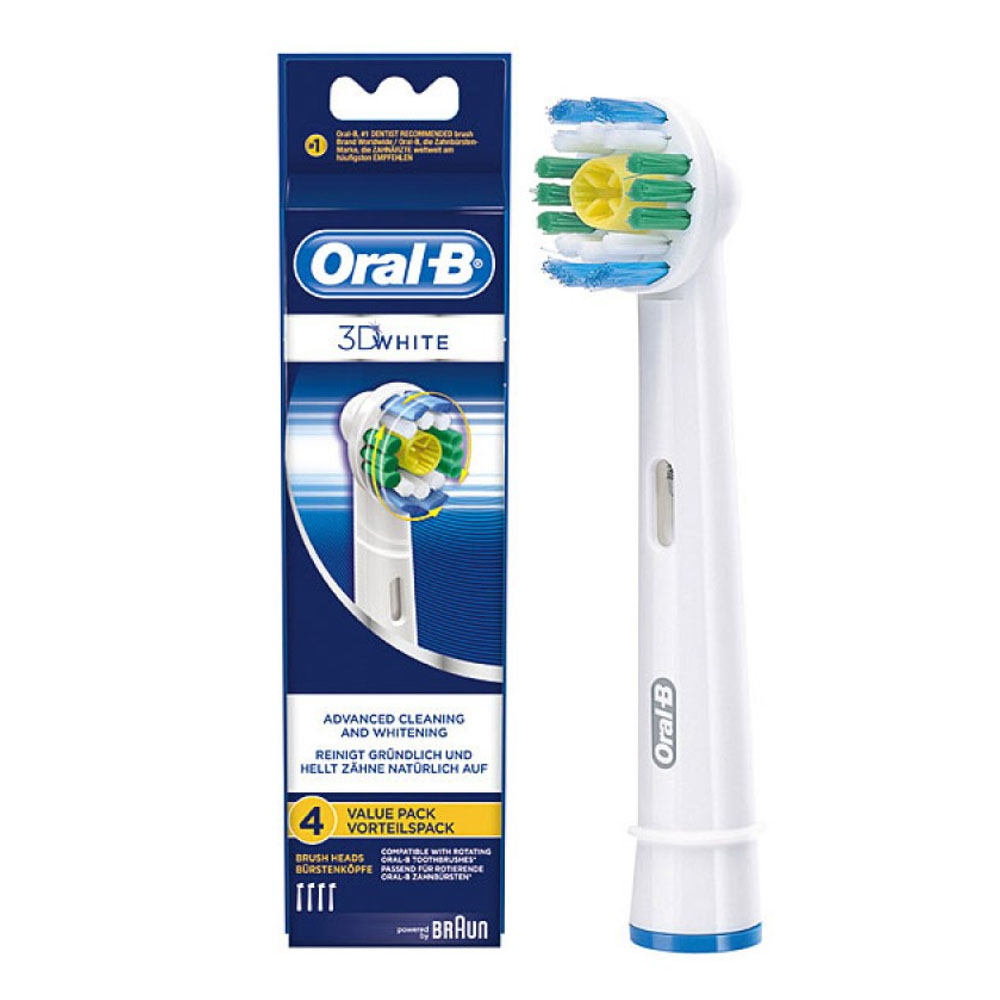 #1
Oral-B, #1 DENTIST RECOMMENDED brush
Brand Worldwide / Oral-B, die Zahnbürsten-
Marke, die ZAHNÄRZTE weltweit am
häufigsten EMPFEHLEN
Oral-B®
3DWHITE
ADVANCED CLEANING
AND WHITENING
REINIGT GRÜNDLICH UND
HELLT ZÄHNE NATÜRLICH AUF
4
VALUE PACK
VORTEILSPACK
BRUSH HEADS
BÜRSTENKÖPFE
COMPATIBLE WITH ROTATING
ORAL-B TOOTHBRUSHES*
PASSEND FÜR ROTIERENDE
ORAL-B ZAHNBÜRSTEN*
powered by BRAUN
Oral-B